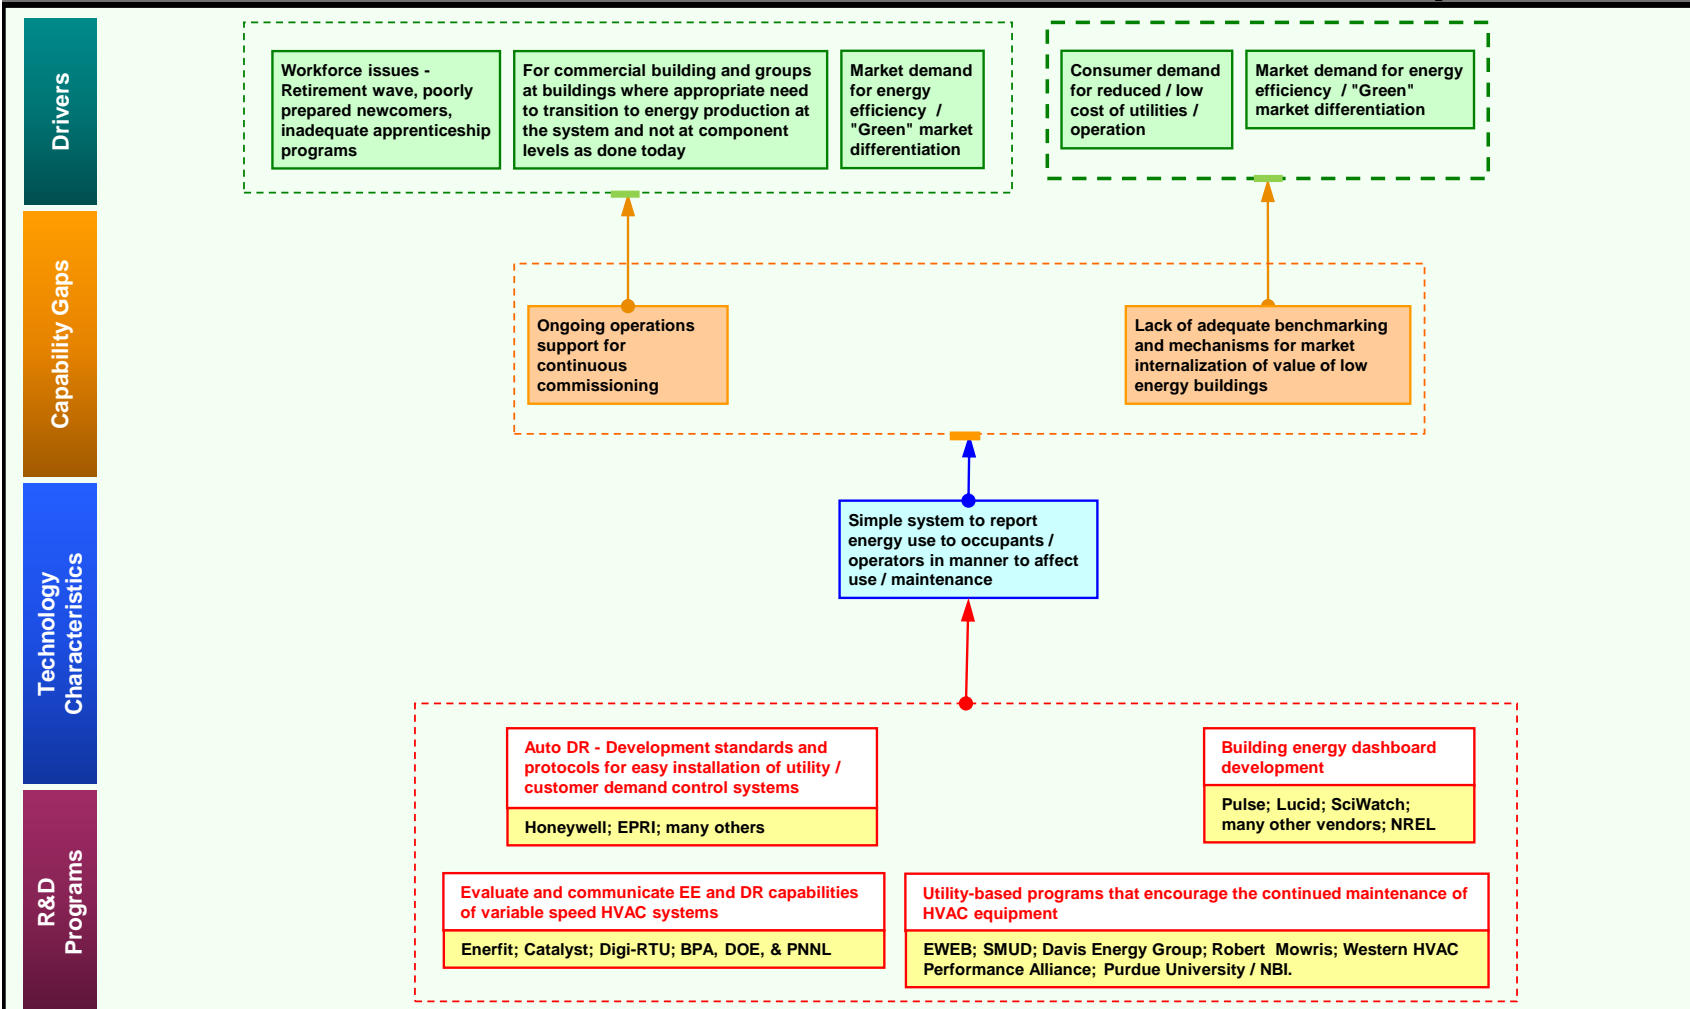 Drivers
Workforce issues -
Retirement wave, poorly
prepared newcomers,
inadequate apprenticeship
programs
For commercial building and groups
at buildings where appropriate need
to transition to energy production at
the system and not at component
levels as done today
Market demand
for energy
efficiency  /
"Green" market
differentiation
Consumer demand
for reduced / low
cost of utilities /
operation
Market demand for energy
efficiency  / "Green"
market differentiation
Capability Gaps
Ongoing operations
support for
continuous
commissioning
Lack of adequate benchmarking
and mechanisms for market
internalization of value of low
energy buildings
Technology
Characteristics
Simple system to report
energy use to occupants /
operators in manner to affect
use / maintenance
R&D
Programs
Auto DR - Development standards and
protocols for easy installation of utility /
customer demand control systems
Honeywell; EPRI; many others
Building energy dashboard
development
Pulse; Lucid; SciWatch;
many other vendors; NREL
Evaluate and communicate EE and DR capabilities
of variable speed HVAC systems
Enerfit; Catalyst; Digi-RTU; BPA, DOE, & PNNL
Utility-based programs that encourage the continued maintenance of
HVAC equipment
EWEB; SMUD; Davis Energy Group; Robert  Mowris; Western HVAC
Performance Alliance; Purdue University / NBI.